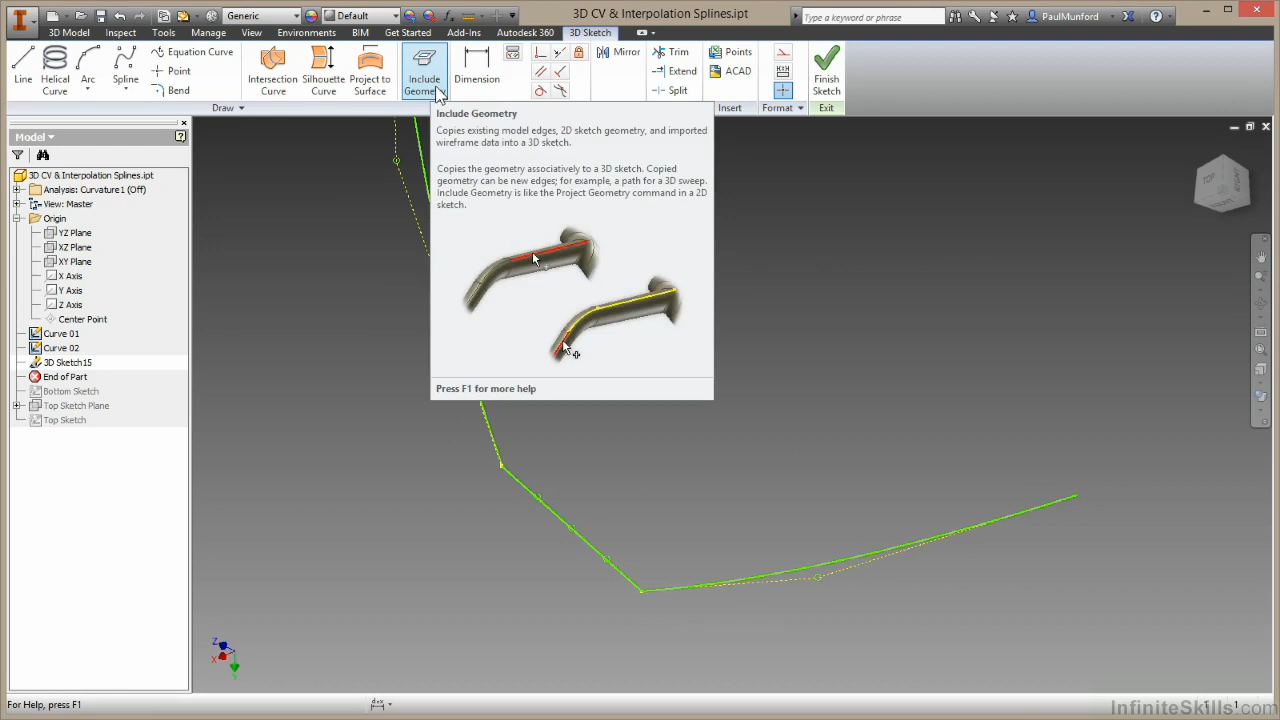 Generic
Default
3D CV & Interpolation Splines.ipt
Type a keyword or phrase
PaulMunford
3D Model
Inspect
Tools
Manage
View
Environments
BIM
Get Started
Add-Ins
Autodesk 360
3D Sketch
Line
Helical
Curve
Arc
Spline
Equation Curve
Point
Bend
Intersection
Curve
Silhouette
Curve
Project to
Surface
Include
Geometry
Dimension
Mirror
Trim
Extend
Split
Points
ACAD
Finish
Sketch
Draw
Insert
Format
Exit
Include Geometry
Copies existing model edges, 2D sketch geometry, and imported
wireframe data into a 3D sketch.
Copies the geometry associatively to a 3D sketch. Copied
geometry can be new edges; for example, a path for a 3D sweep.
Include Geometry is like the Project Geometry command in a 2D
sketch.
Press F1 for more help
Model
3D CV & Interpolation Splines.ipt
Analysis: Curvature1 (Off)
View: Master
Origin
YZ Plane
XZ Plane
XY Plane
X Axis
Y Axis
Z Axis
Center Point
Curve 01
Curve 02
3D Sketch15
End of Part
Bottom Sketch
Top Sketch Plane
Top Sketch
TOP
RIGHT
Z
X
Y
For Help, press F1
1
1
InfiniteSkills.com